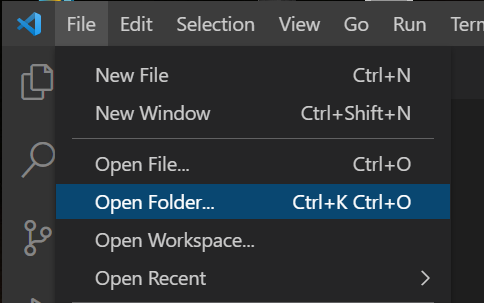 File Edit Selection View Go Run Termi
New File Ctrl+N
New Window Ctrl+Shift+N
Open File... Ctrl+O
Open Folder... Ctrl+K Ctrl+O
Open Workspace...
Open Recent